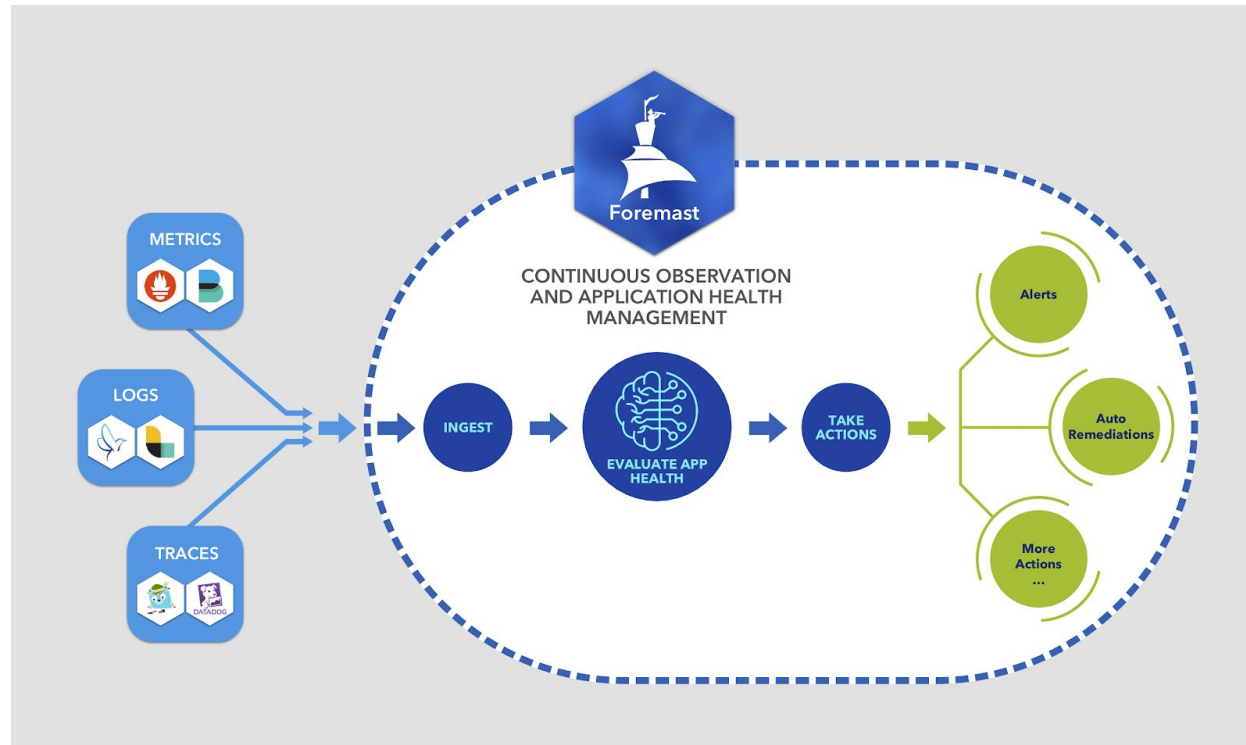 Foremast
CONTINUOUS OBSERVATION
AND APPLICATION HEALTH
MANAGEMENT
METRICS
LOGS
TRACES
DATADOG
INGEST
EVALUATE APP
HEALTH
TAKE
ACTIONS
Alerts
Auto
Remediations
More
Actions
...